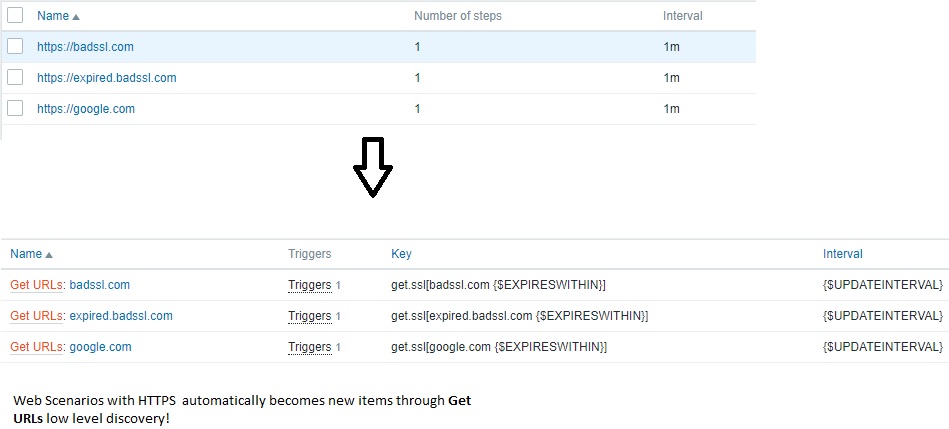 Name Number of steps Interval
https://badssl.com 1 1m
https://expired.badssl.com 1 1m
https://google.com 1 1m
Name Triggers Key Interval
Get URLs: badssl.com Triggers 1 get.ssl[badssl.com {$EXPIRESWITHIN}] {$UPDATEINTERVAL}
Get URLs: expired.badssl.com Triggers 1 get.ssl[expired.badssl.com {$EXPIRESWITHIN}] {$UPDATEINTERVAL}
Get URLs: google.com Triggers 1 get.ssl[google.com {$EXPIRESWITHIN}] {$UPDATEINTERVAL}
Web Scenarios with HTTPS automatically becomes new items through Get
URLs low level discovery!